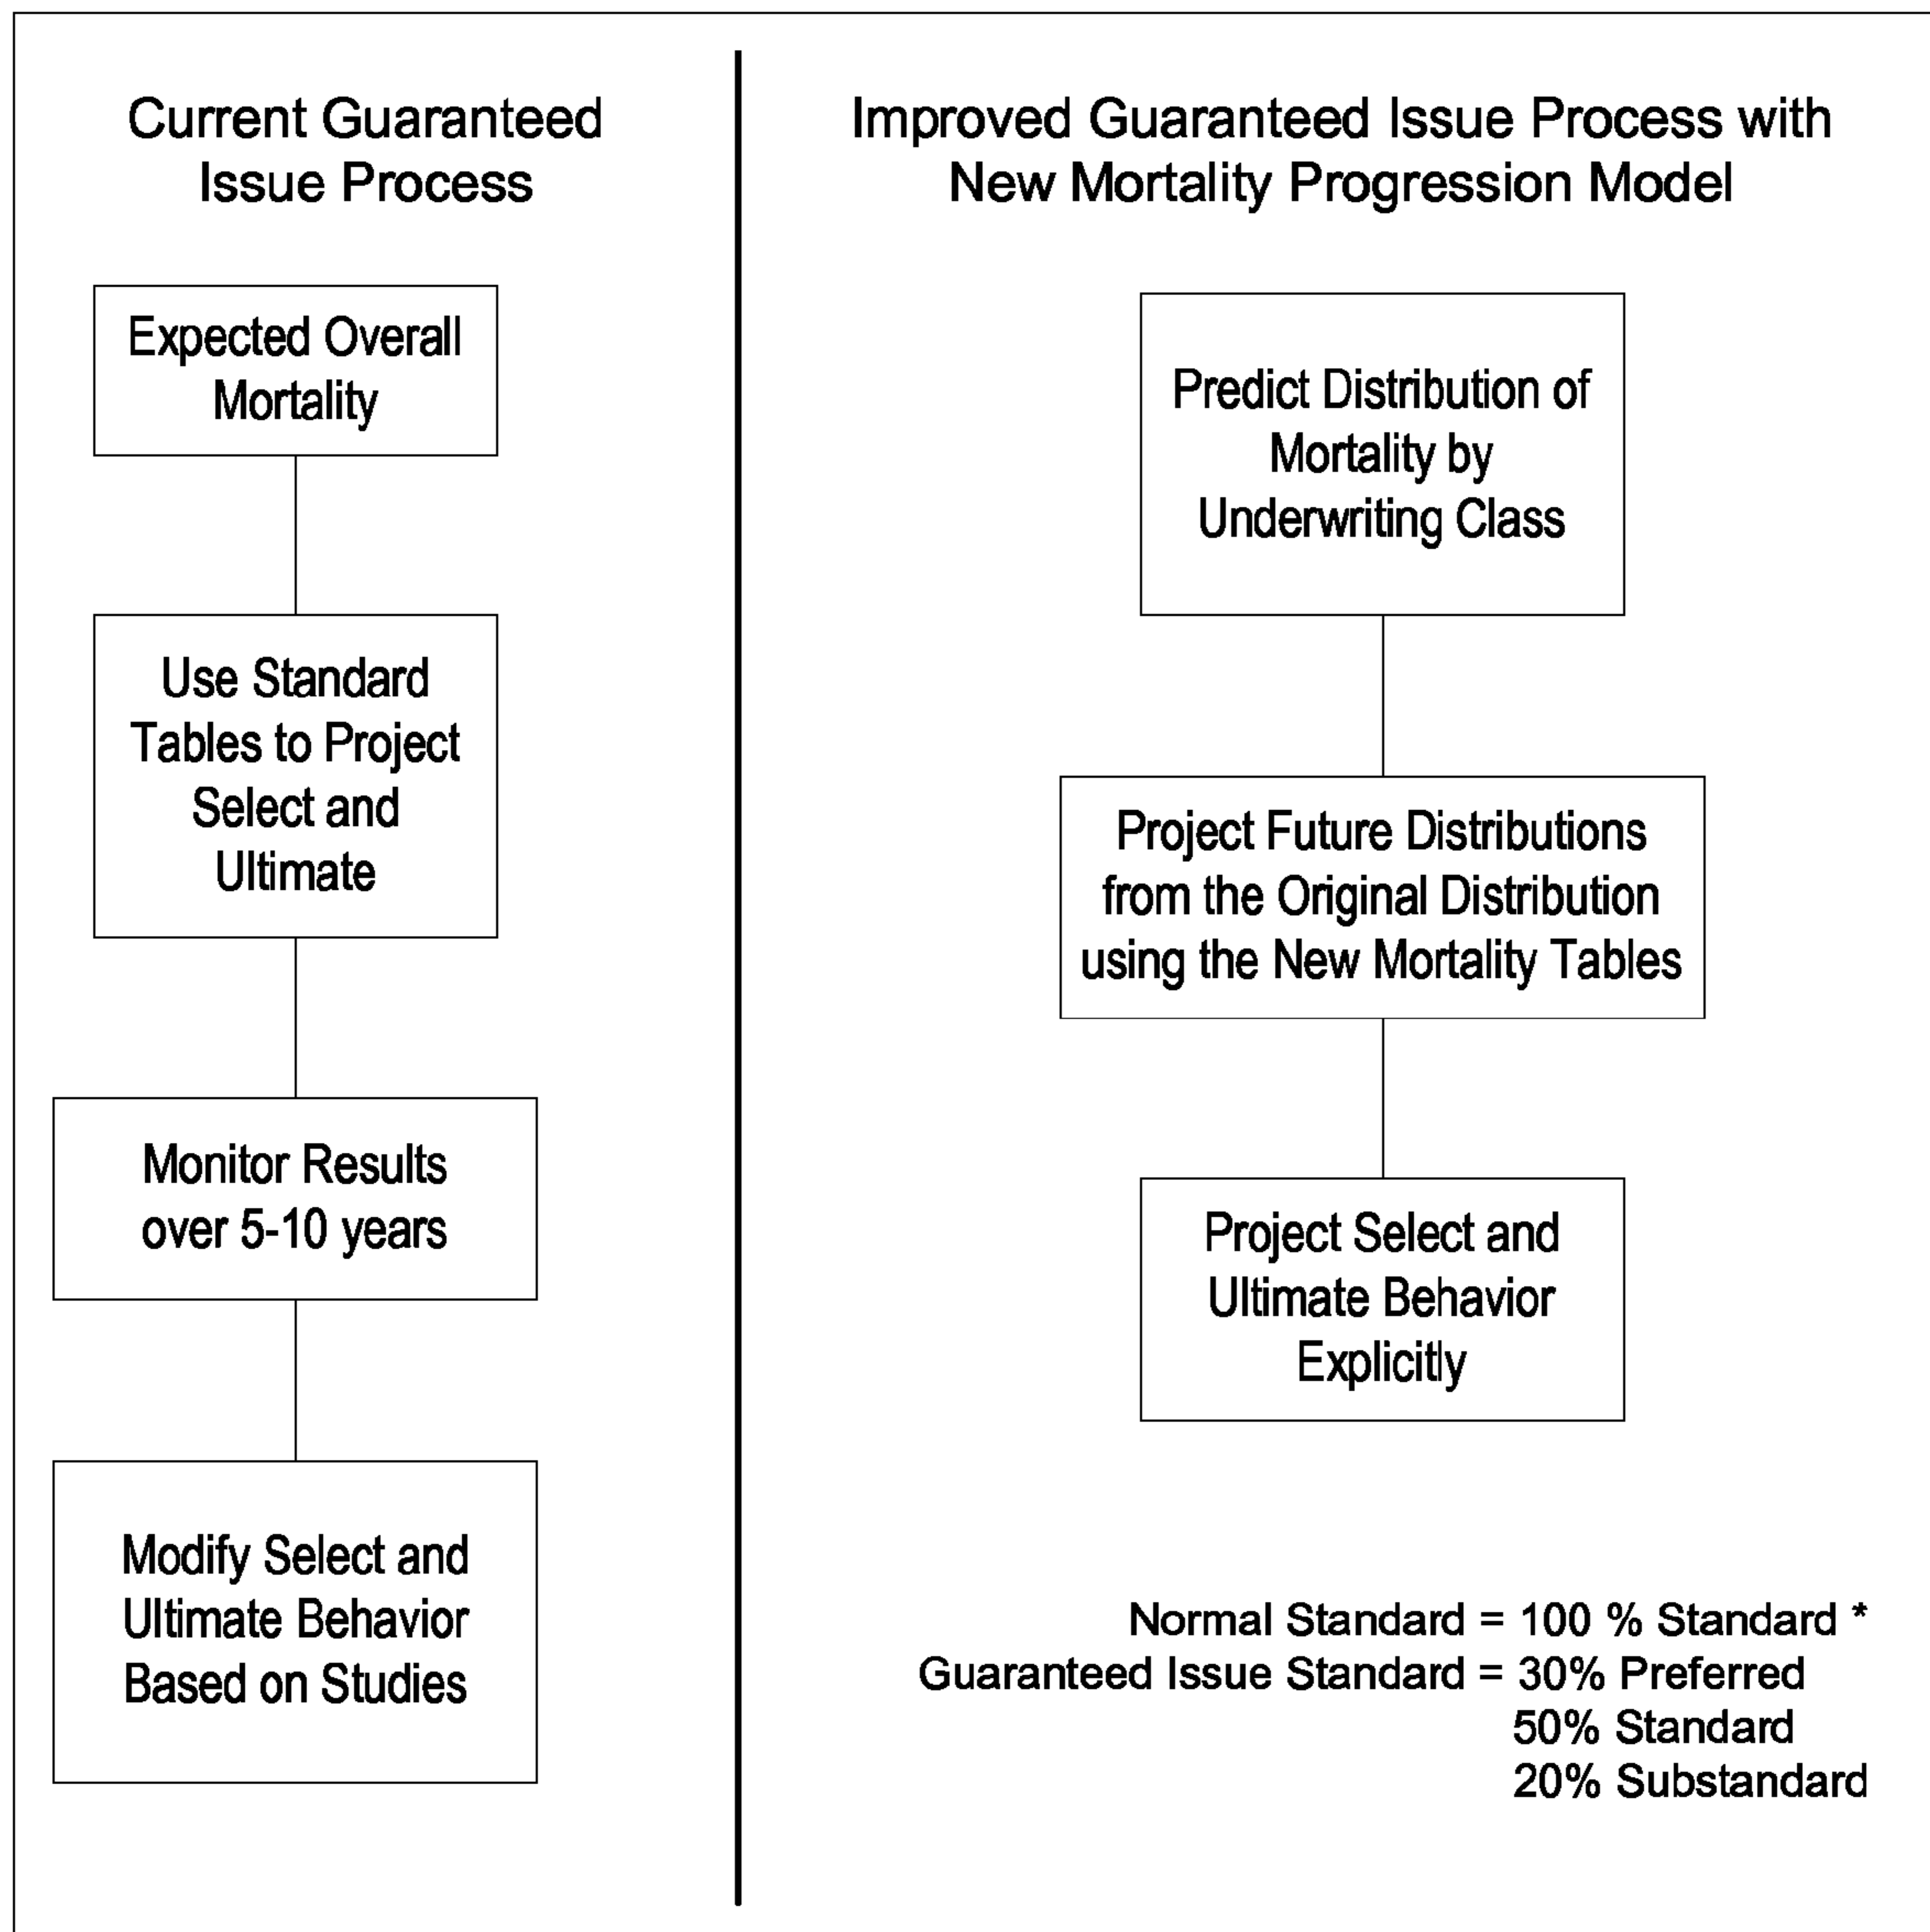 Current Guaranteed
Issue Process
Expected Overall
Mortality
Use Standard
Tables to Project
Select and
Ultimate
Monitor Results
over 5-10 years
Modify Select and
Ultimate Behavior
Based on Studies
Improved Guaranteed Issue Process with
New Mortality Progression Model
Predict Distribution of
Mortality by
Underwriting Class
Project Future Distributions
from the Original Distribution
using the New Mortality Tables
Project Select and
Ultimate Behavior
Explicitly
Normal Standard = 100 % Standard *
Guaranteed Issue Standard = 30% Preferred
50% Standard
20% Substandard